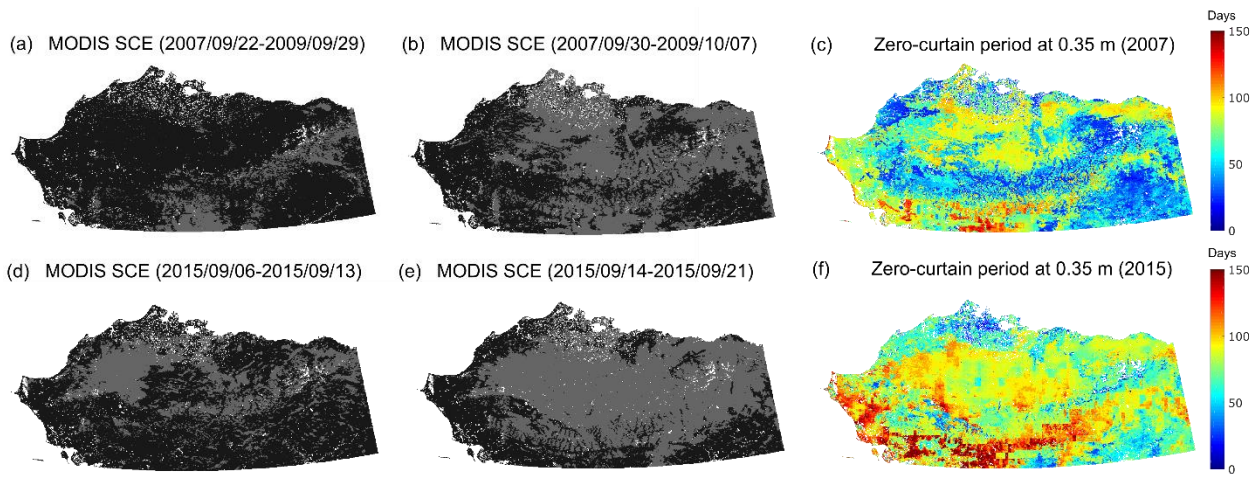 Days
(a) MODIS SCE (2007/09/22-2009/09/29)
(b) MODIS SCE (2007/09/30-2009/10/07)
(c) Zero-curtain period at 0.35 m (2007)
150
100
50
0
Days
(d) MODIS SCE (2015/09/06-2015/09/13)
(e) MODIS SCE (2015/09/14-2015/09/21)
(f) Zero-curtain period at 0.35 m (2015)
150
100
50
0